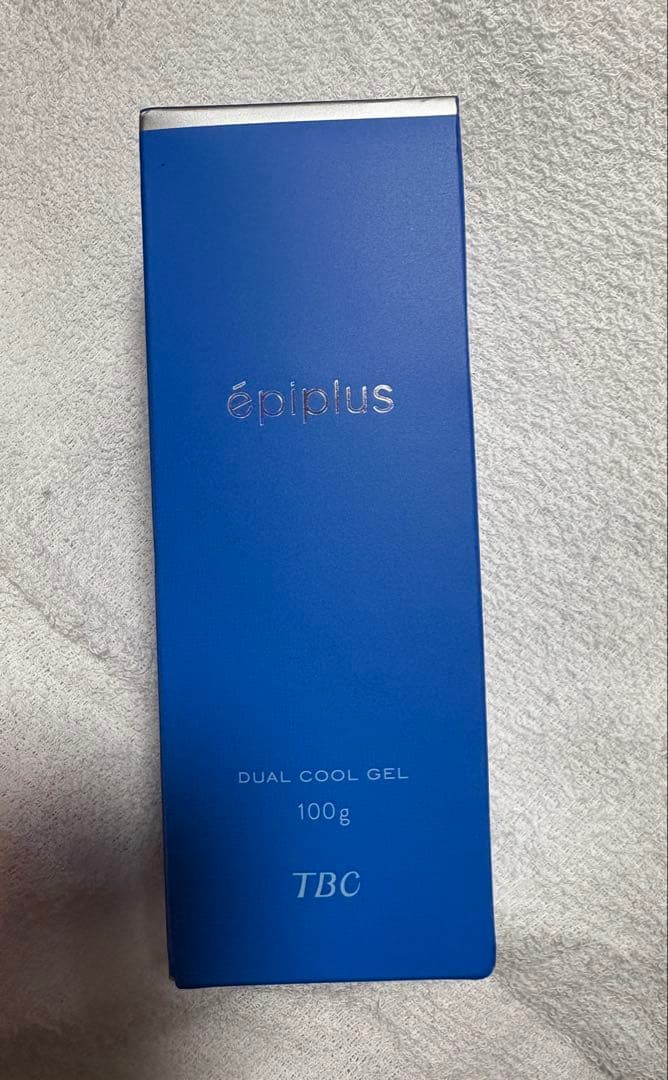 épiplus
DUAL COOL GEL
100g
TBC